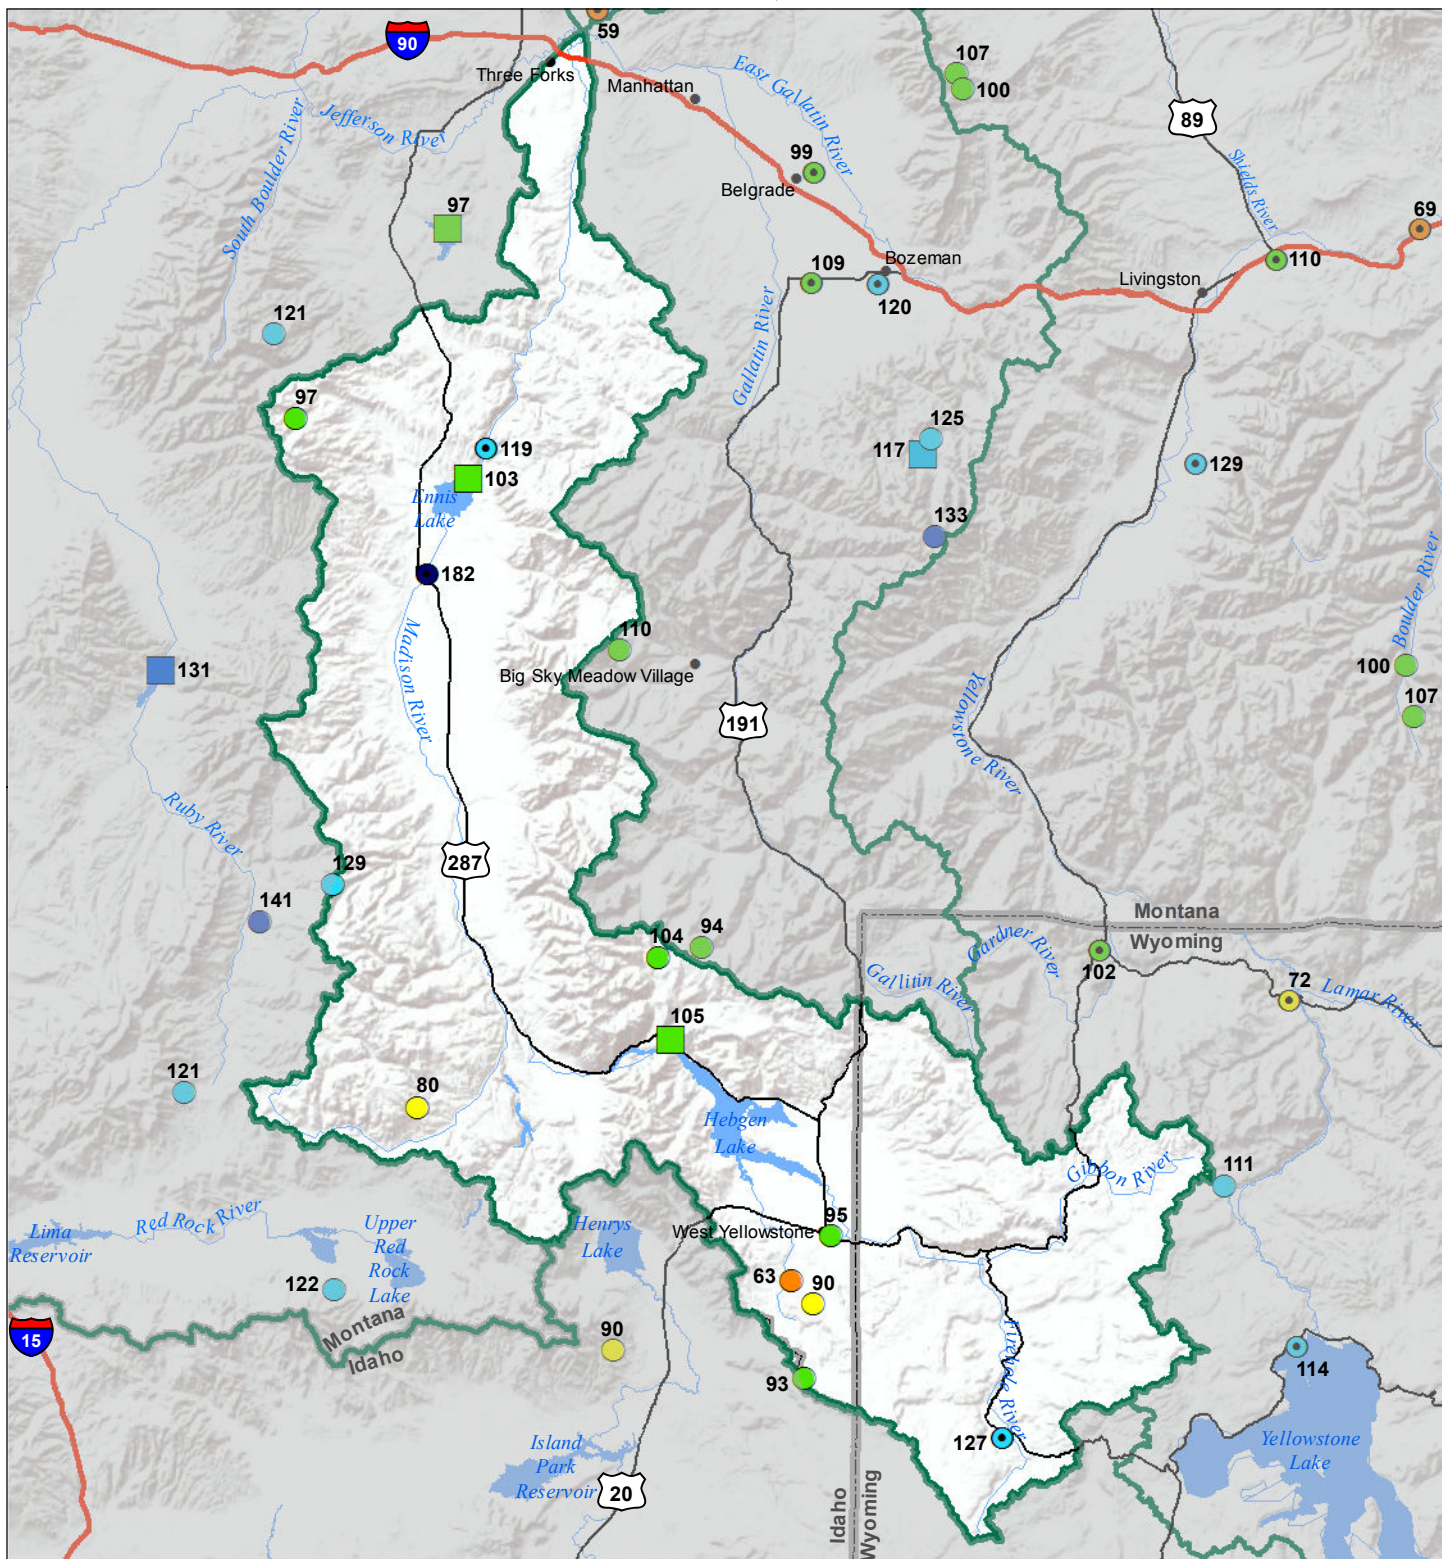 59
90
107
Three Forks
East Gallatin River
Manhattan
100
Jefferson River
89
South Boulder River
99
Shields River
Belgrade
97
69
Bozeman
110
109
Livingston
120
121
Gallatin River
97
125
119
117
129
103
Ennis
Lake
133
Boulder River
182
Madison River
110
131
Big Sky Meadow Village
100
Yellowstone River
107
191
Ruby River
287
129
141
Montana
Wyoming
94
104
Gardner River
102
Gallitin River
72
Lamar River
105
121
80
Hebgen
Lake
Gibbon River
111
Red Rock River
Lima
Reservoir
Upper
Red
Rock
Lake
Henrys
Lake
95
West Yellowstone
63
90
122
Montana
Idaho
15
90
Firehole River
114
93
127
Island
Park
Reservoir
Yellowstone
Lake
20
Idaho
Wyoming